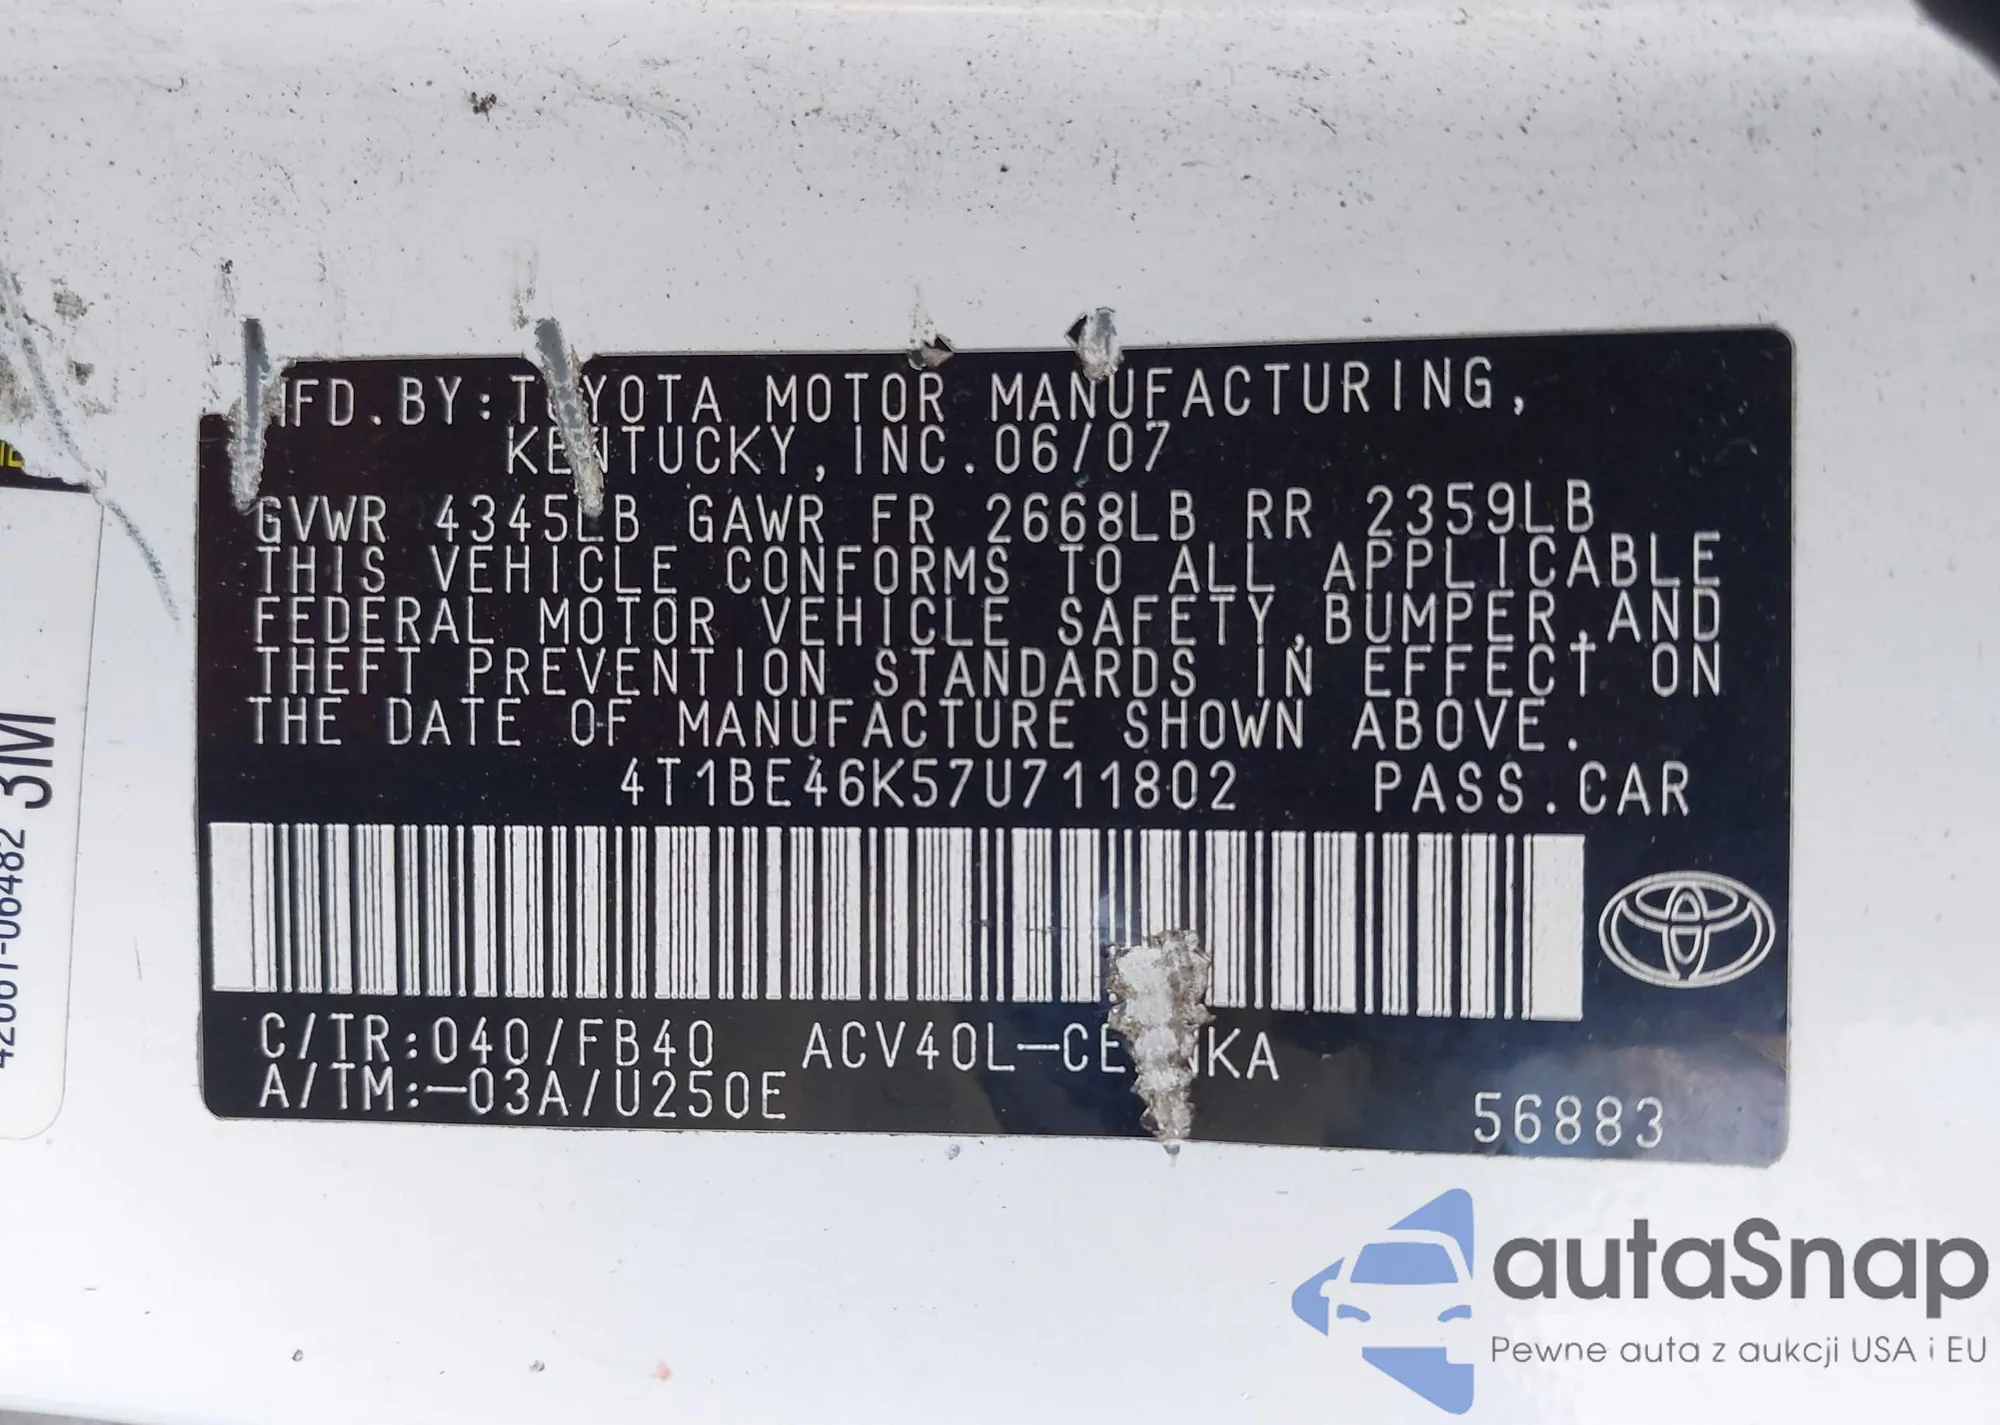 MFD.BY:TOYOTA MOTOR MANUFACTURING,
KENTUCKY,INC.06/07
GVWR 4345LB GAWR FR 2668LB RR 2359LB
THIS VEHICLE CONFORMS TO ALL APPLICABLE
FEDERAL MOTOR VEHICLE SAFETY,BUMPER,AND
THEFT PREVENTION STANDARDS IN EFFECT ON
THE DATE OF MANUFACTURE SHOWN ABOVE.
4T1BE46K57U711802 PASS.CAR
C/TR:040/FB40
A/TM:-03A/U250E
56883
3M
autaSnap
Pewne auta z aukcji USA i EU